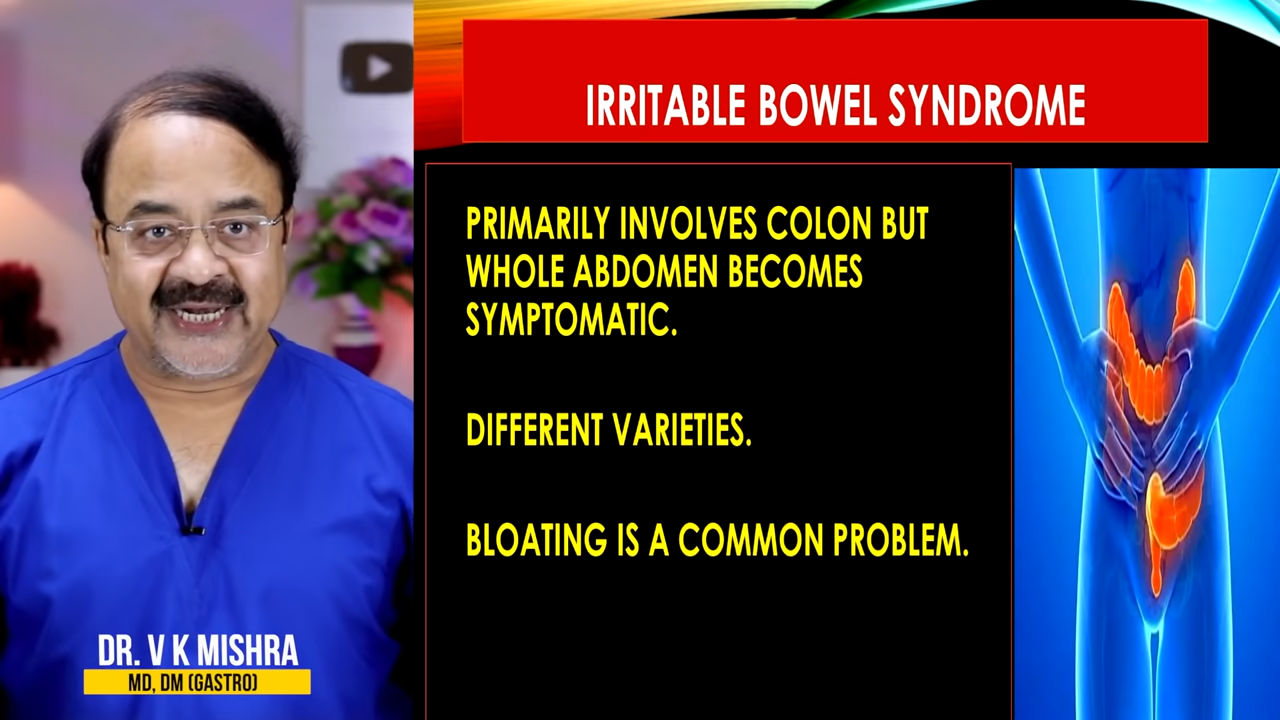 IRRITABLE BOWEL SYNDROME
PRIMARILY INVOLVES COLON BUT
WHOLE ABDOMEN BECOMES
SYMPTOMATIC.
DIFFERENT VARIETIES.
BLOATING IS A COMMON PROBLEM.
DR. V K MISHRA
MD, DM (GASTRO)